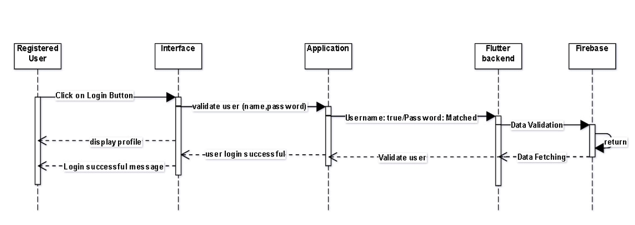 Registered
User
Interface
Application
Flutter
backend
Firebase
Click on Login Button
validate user (name,password)
Username: true/Password: Matched
Data Validation
return
display profile
user login successful
Validate user
Data Fetching
Login successful message